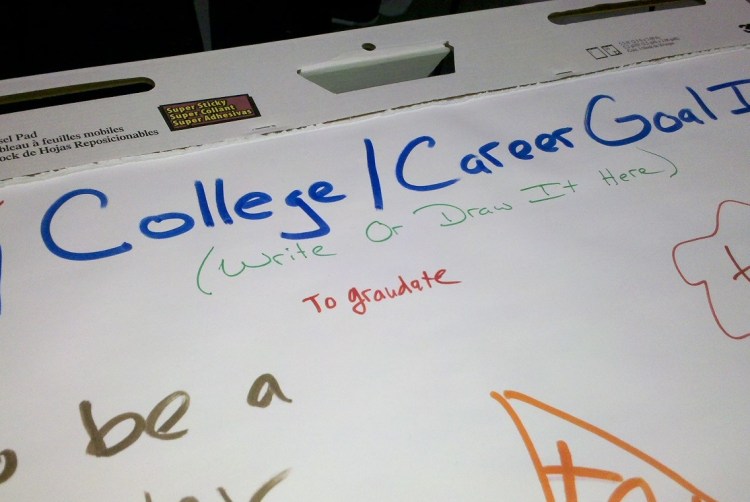 Super Sticky
Super Collant
Super Adhesivas
sel Pad
bleau à feuilles mobiles
ock de Hojas Reposicionables
College/Career Goal I
(Write Or Draw It Here)
To graudate
be a